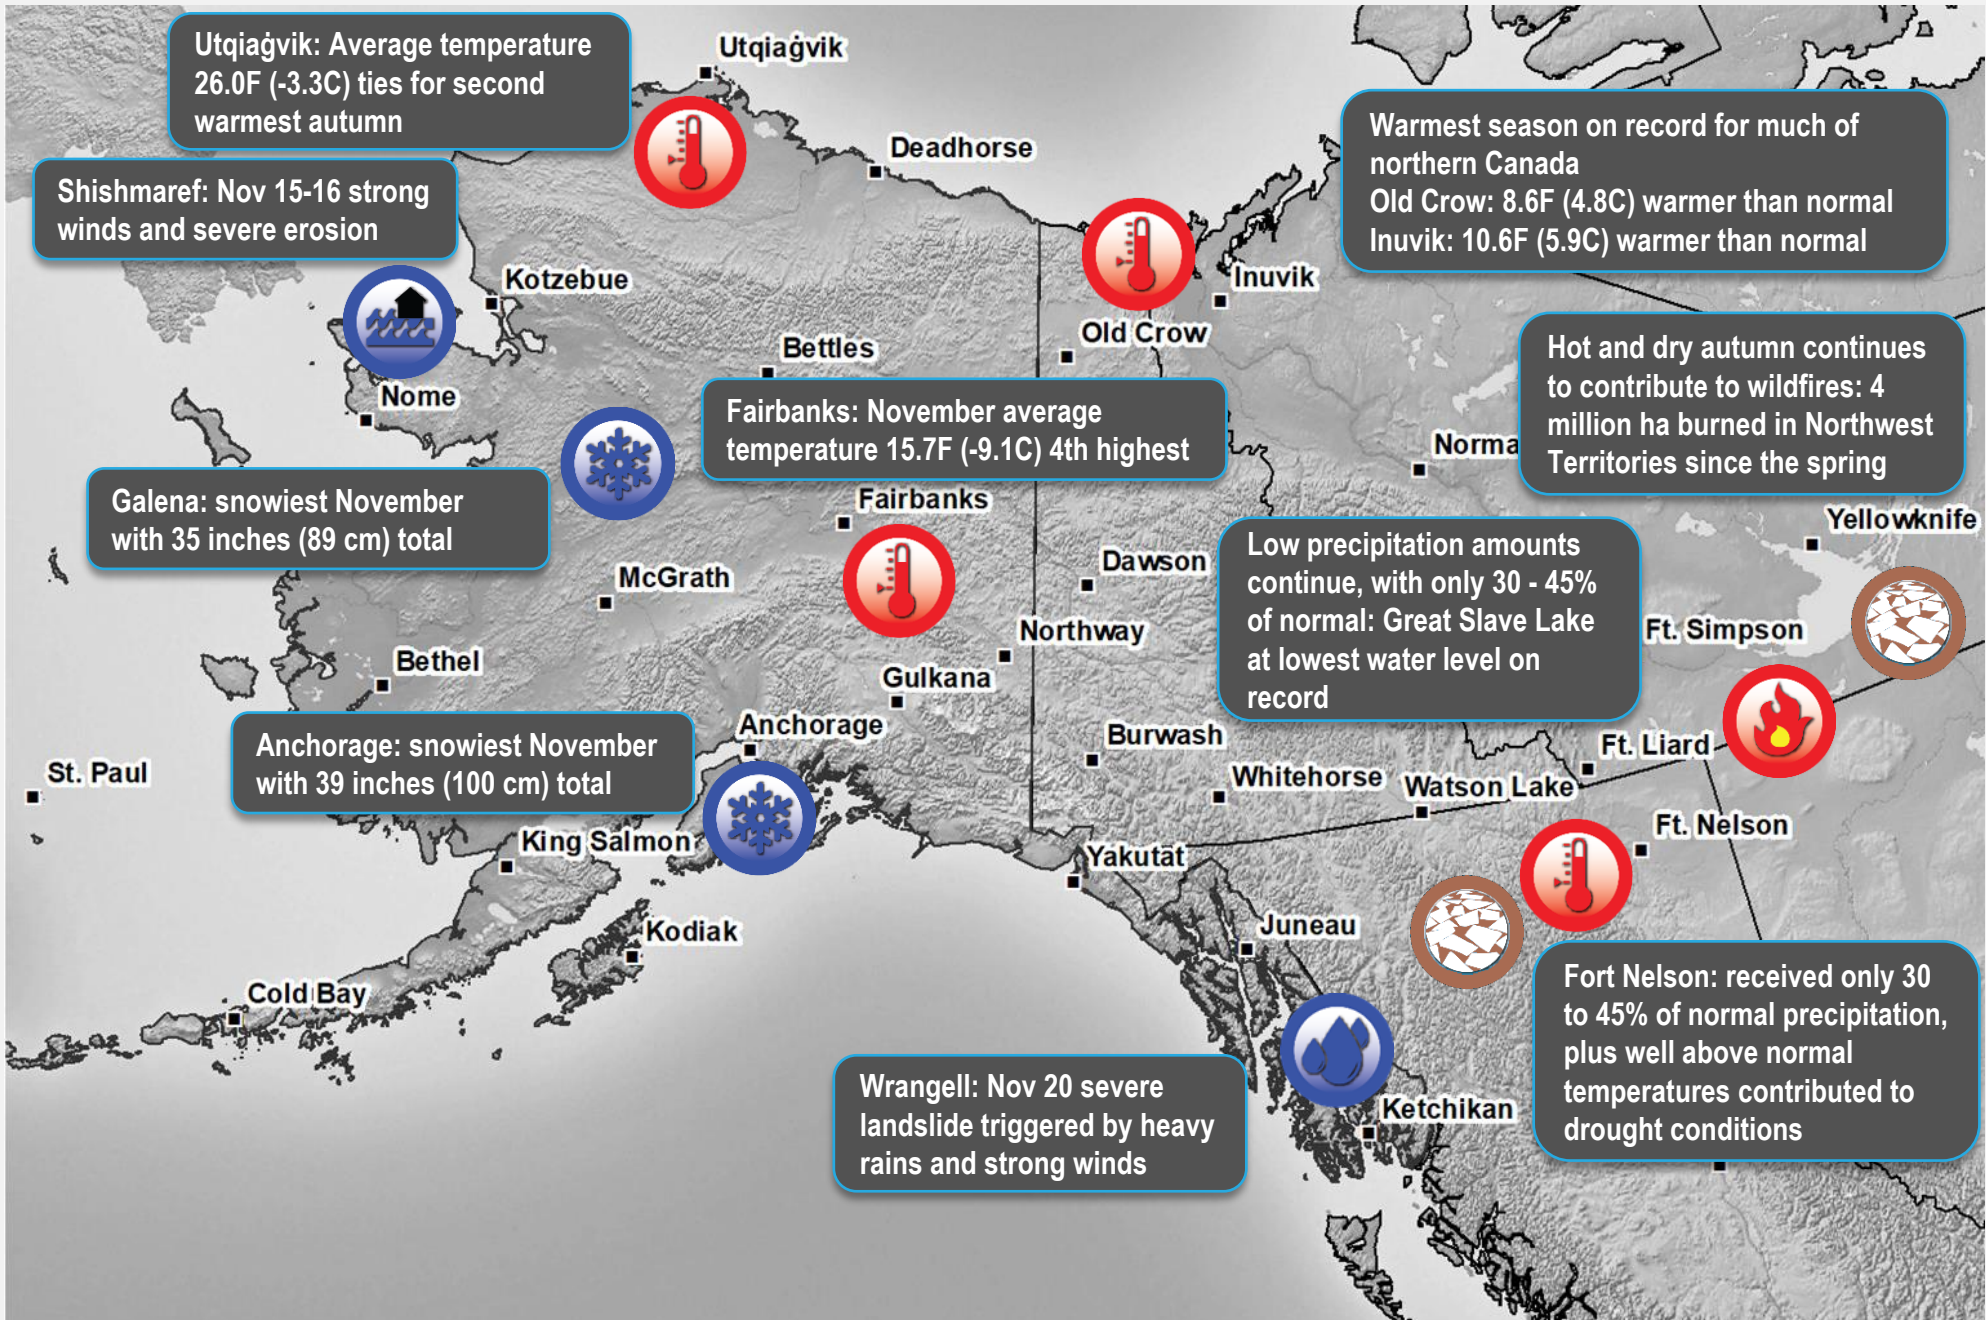 Utqiaġvik: Average temperature
26.0F (-3.3C) ties for second
warmest autumn
Utqiaġvik
Deadhorse
Warmest season on record for much of
northern Canada
Old Crow: 8.6F (4.8C) warmer than normal
Inuvik: 10.6F (5.9C) warmer than normal
Shishmaref: Nov 15-16 strong
winds and severe erosion
Kotzebue
Inuvik
Old Crow
Bettles
Nome
Hot and dry autumn continues
to contribute to wildfires: 4
million ha burned in Northwest
Territories since the spring
Fairbanks: November average
temperature 15.7F (-9.1C) 4th highest
Norma
Galena: snowiest November
with 35 inches (89 cm) total
Fairbanks
Yellowknife
Low precipitation amounts
continue, with only 30 - 45%
of normal: Great Slave Lake
at lowest water level on
record
Dawson
McGrath
Northway
Ft. Simpson
Bethel
Gulkana
Anchorage
Burwash
Ft. Liard
Anchorage: snowiest November
with 39 inches (100 cm) total
St. Paul
Whitehorse
Watson Lake
Ft. Nelson
King Salmon
Yakutat
Kodiak
Juneau
Cold Bay
Fort Nelson: received only 30
to 45% of normal precipitation,
plus well above normal
temperatures contributed to
drought conditions
Wrangell: Nov 20 severe
landslide triggered by heavy
rains and strong winds
Ketchikan